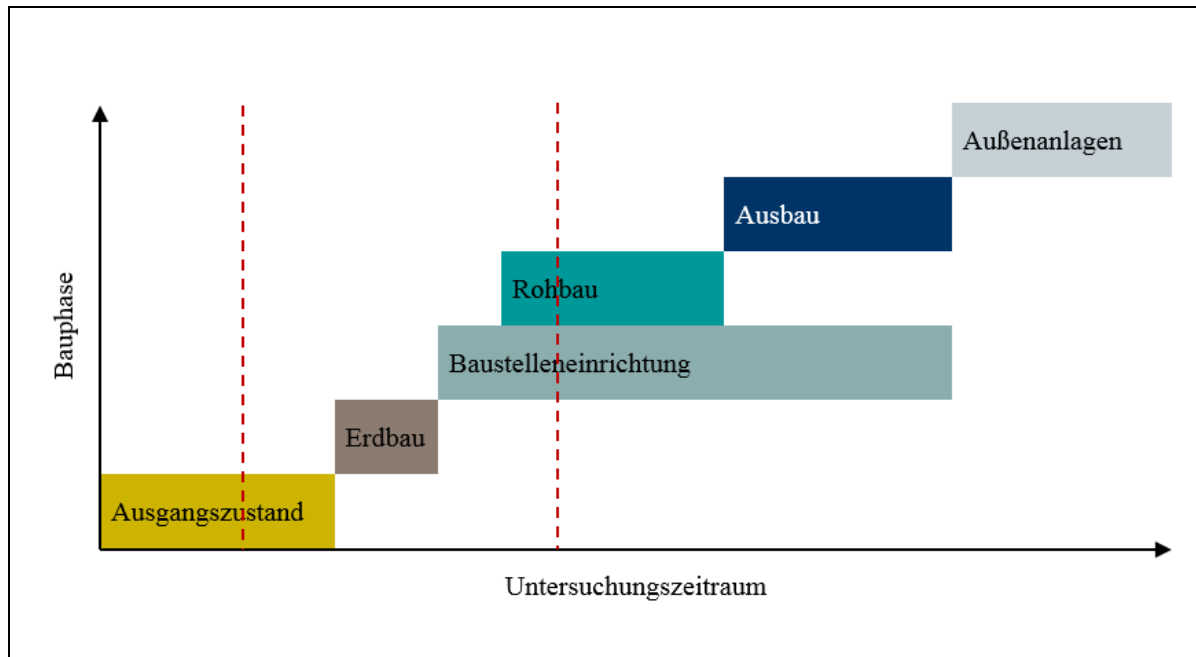 Außenanlagen
Ausbau
Rohbau
Baustelleneinrichtung
Erdbau
Ausgangszustand
Bauphase
Untersuchungszeitraum